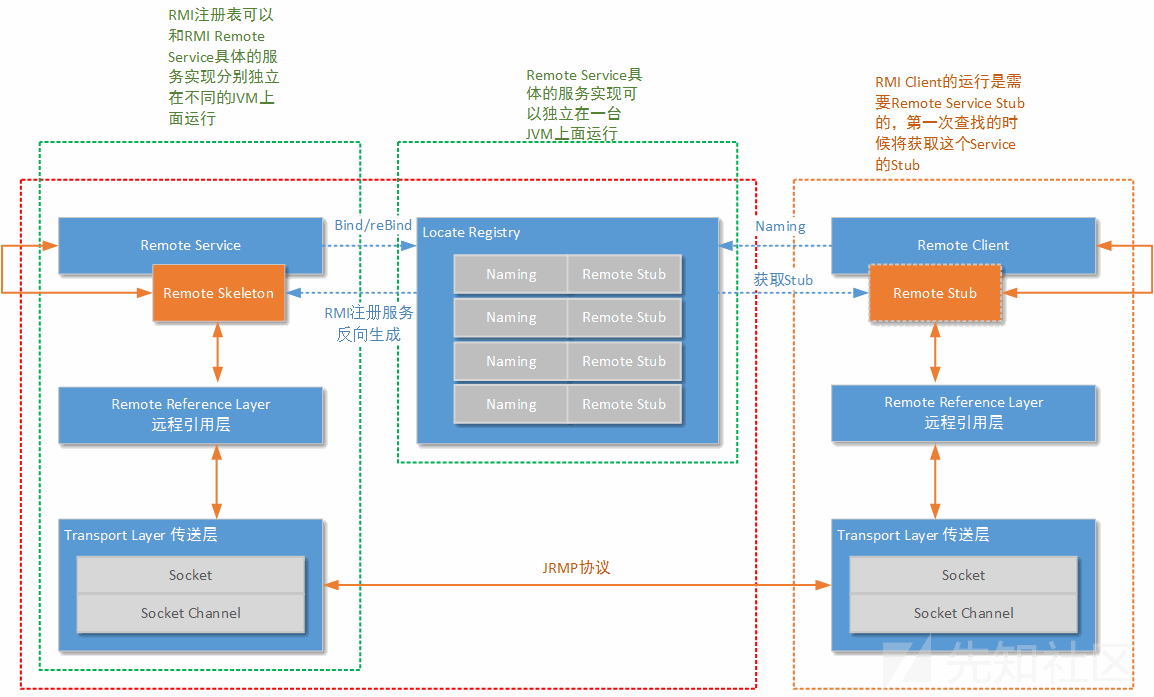 RMI注册表可以
和RMI Remote
Service具体的服
务实现分别独立
在不同的JVM上
面运行
Remote Service具
体的服务实现可
以独立在一台
JVM上面运行
RMI Client的运行是需
要Remote Service Stub
的，第一次查找的时
候将获取这个Service
的Stub
Remote Service
Remote Skeleton
Bind/reBind
RMI注册服务
反向生成
Locate Registry
Naming
Remote Stub
Naming
Remote Stub
Naming
Remote Stub
Naming
Remote Stub
Naming
获取Stub
Remote Client
Remote Stub
Remote Reference Layer
远程引用层
Remote Reference Layer
远程引用层
Transport Layer 传送层
Socket
Socket Channel
JRMP协议
Transport Layer 传送层
Socket
Socket Channel
先知社区